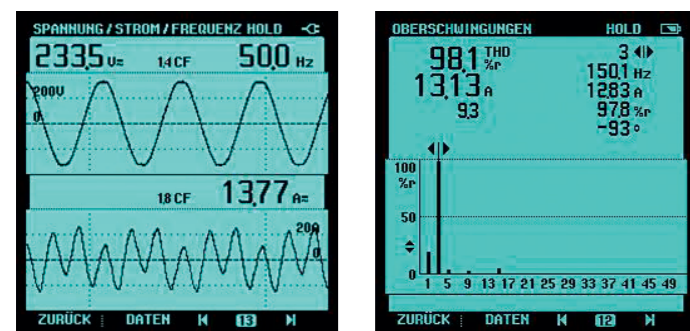 SPANNUNG / STROM / FREQUENZ HOLD
233,5 V≂ 1,4 CF 50,0 Hz
200V
0
1,8 CF 13,77 A≂
20A
0
ZURÜCK DATEN 13
OBERSCHWINGUNGEN HOLD
98,1 THD %r 3
150,1 Hz
13,13 A 12,83 A
9,3 97,8 %r
-93 °
100
%r
50
0
1 5 9 13 17 21 25 29 33 37 41 45 49
ZURÜCK DATEN 12